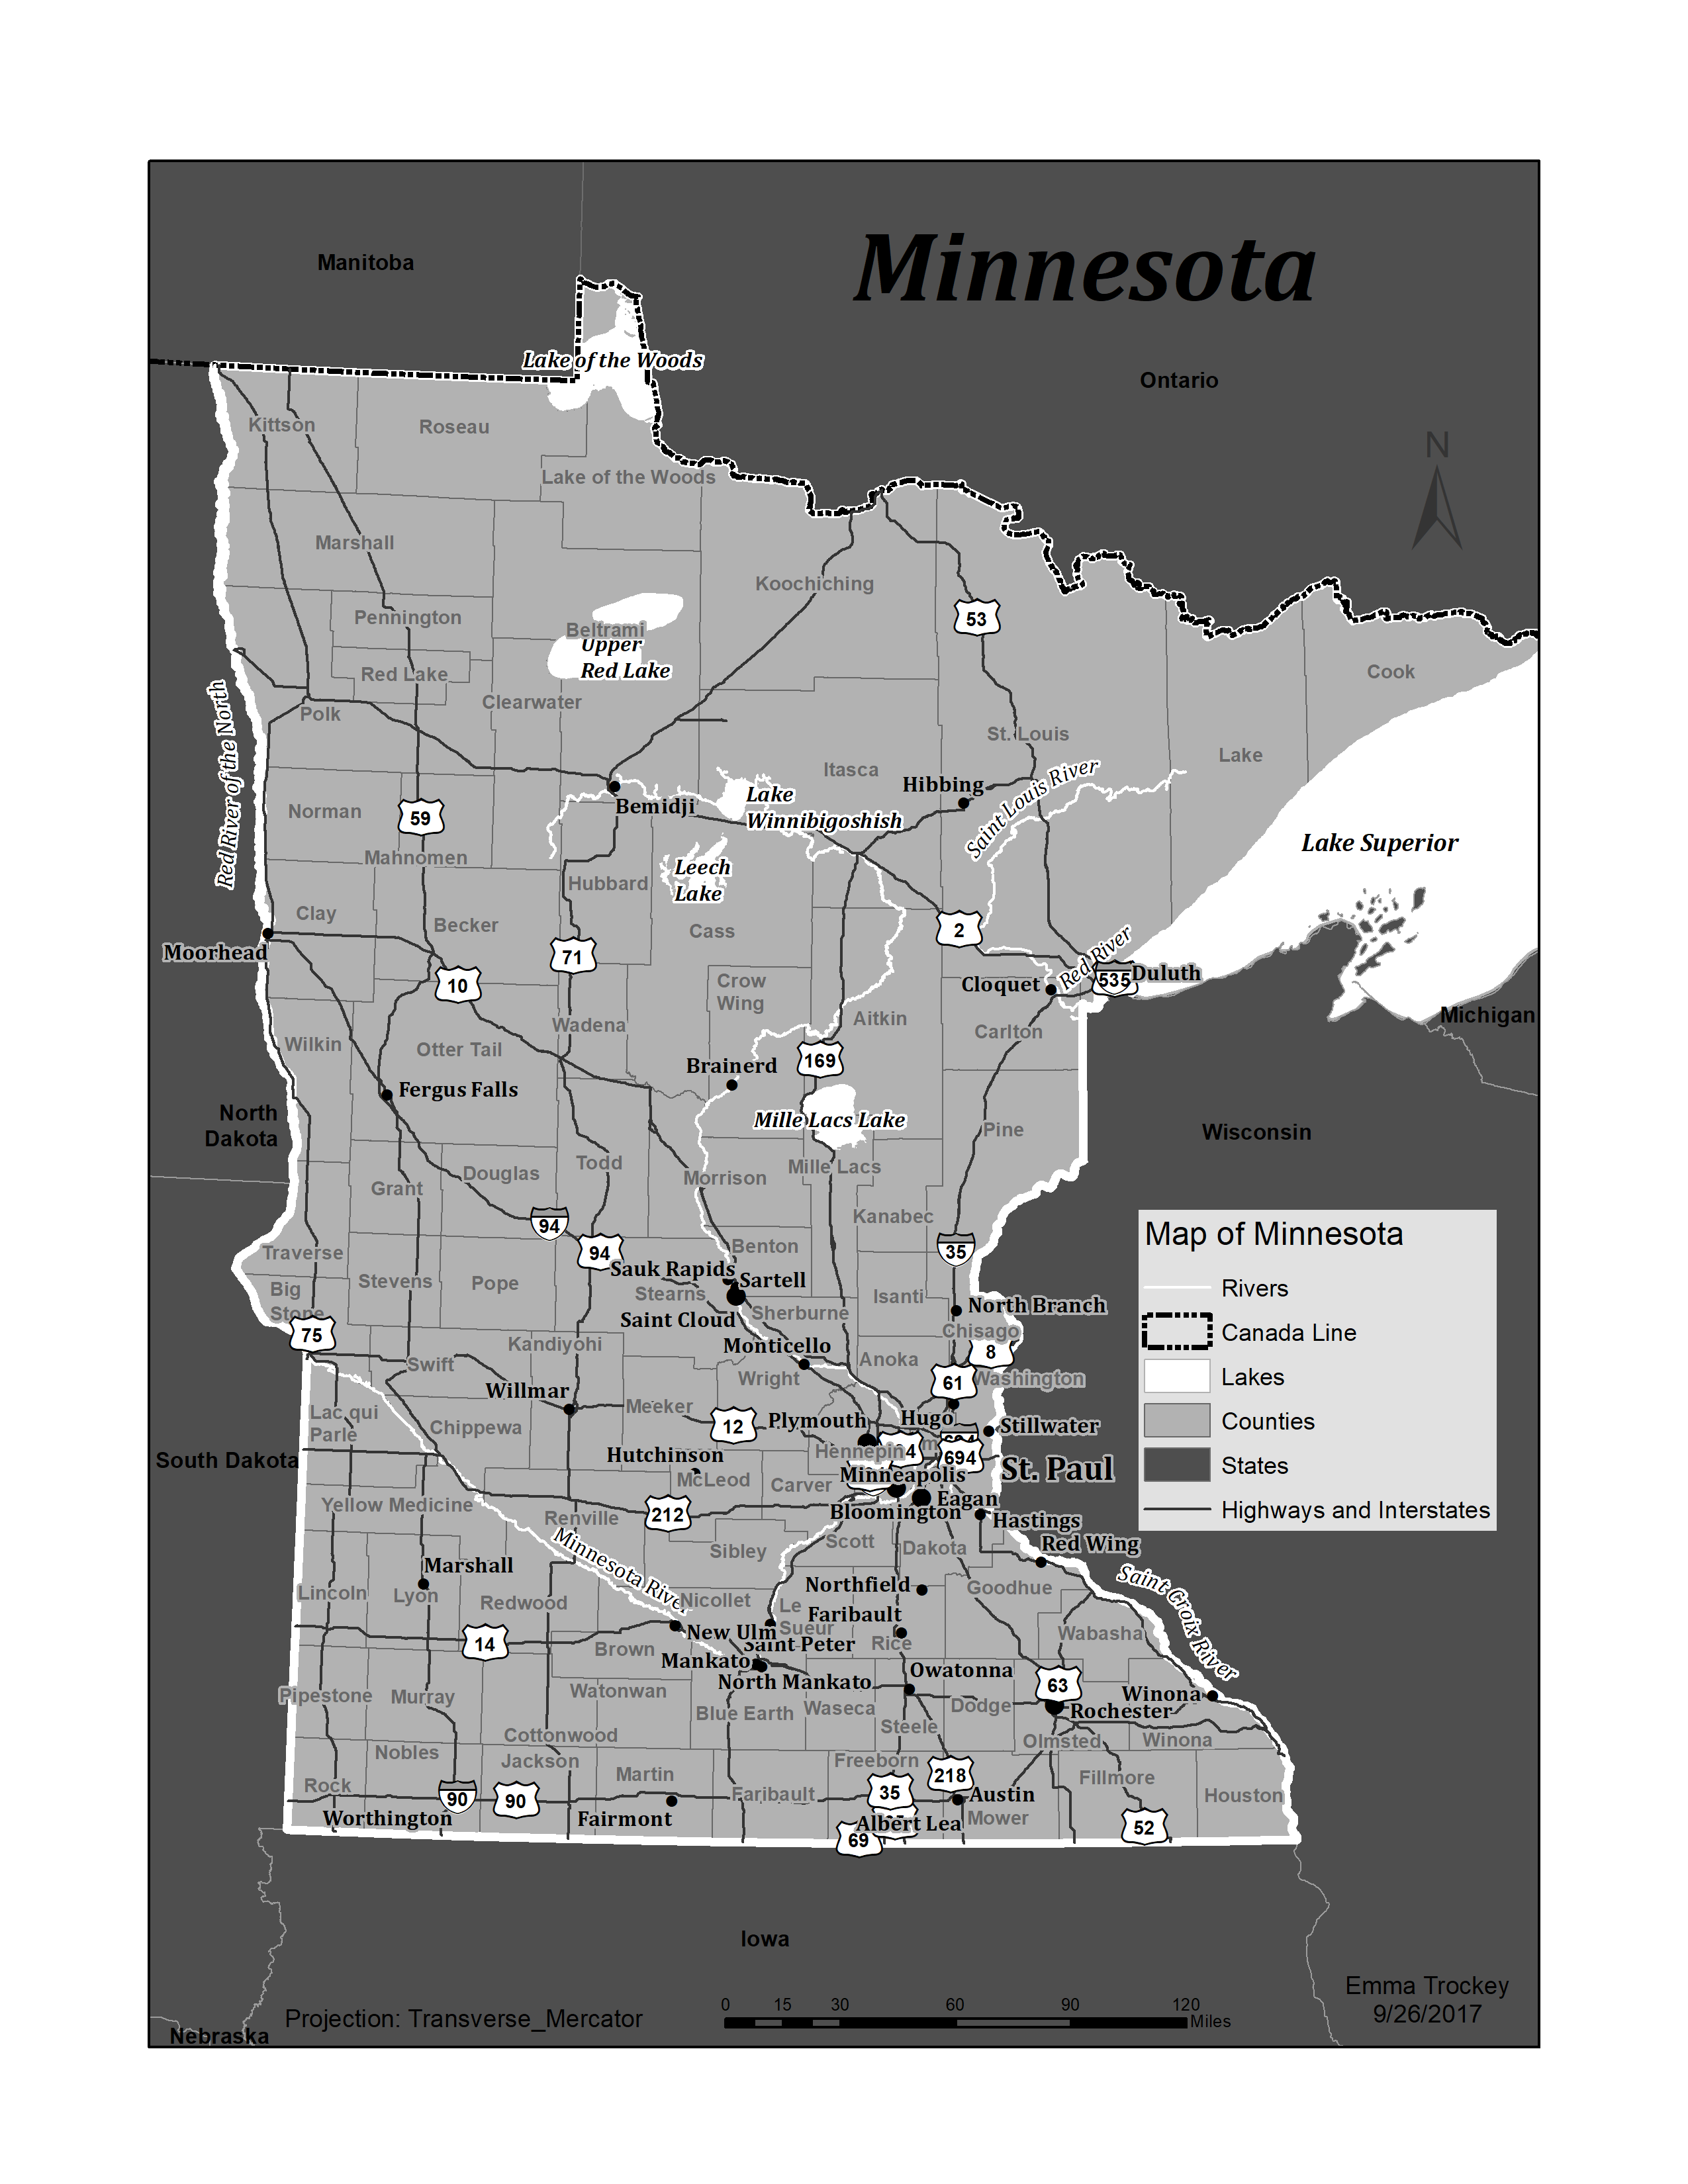 Minnesota
Manitoba
Ontario
N
Lake of the Woods
Kittson
Roseau
Lake of the Woods
Marshall
Koochiching
Pennington
53
Beltrami
Upper
Red Lake
Red Lake
Cook
Clearwater
Polk
Red River of the North
St. Louis
Lake
Itasca
Hibbing
Saint Louis River
Bemidji
Lake
Winnibigoshish
Norman
59
Lake Superior
Mahnomen
Leech
Lake
Hubbard
Clay
Becker
Cass
2
Moorhead
71
10
Crow
Wing
Cloquet
Red River
535
Duluth
Michigan
Aitkin
Carlton
Wadena
Wilkin
Otter Tail
169
Brainerd
Fergus Falls
North
Dakota
Mille Lacs Lake
Pine
Wisconsin
Todd
Douglas
Mille Lacs
Morrison
Grant
Kanabec
94
94
35
Benton
Traverse
Sauk Rapids
Sartell
Stevens
Pope
Big
Stone
Stearns
Isanti
North Branch
Saint Cloud
Sherburne
75
Chisago
Kandiyohi
Monticello
8
Swift
Anoka
Wright
61
Washington
Willmar
Meeker
Lac qui
Parle
Chippewa
12
Plymouth
Hugo
Stillwater
Hennepin
694
South Dakota
Hutchinson
McLeod
St. Paul
Minneapolis
Carver
Eagan
Yellow Medicine
Renville
212
Bloomington
Hastings
Minnesota River
Scott
Dakota
Red Wing
Sibley
Marshall
Saint Croix River
Lincoln
Lyon
Redwood
Nicollet
Northfield
Goodhue
Le
Sueur
Faribault
New Ulm
Saint Peter
Rice
Wabasha
14
Brown
Mankato
North Mankato
Owatonna
63
Pipestone
Murray
Watonwan
Blue Earth
Waseca
Dodge
Winona
Rochester
Steele
Cottonwood
Olmsted
Winona
Nobles
Jackson
Freeborn
Martin
218
Fillmore
Rock
Faribault
35
Austin
Houston
90
90
Worthington
Fairmont
Albert Lea
Mower
69
52
Map of Minnesota
Rivers
Canada Line
Lakes
Counties
States
Highways and Interstates
Iowa
Nebraska
Projection: Transverse_Mercator
0 15 30 60 90 120
Miles
Emma Trockey
9/26/2017